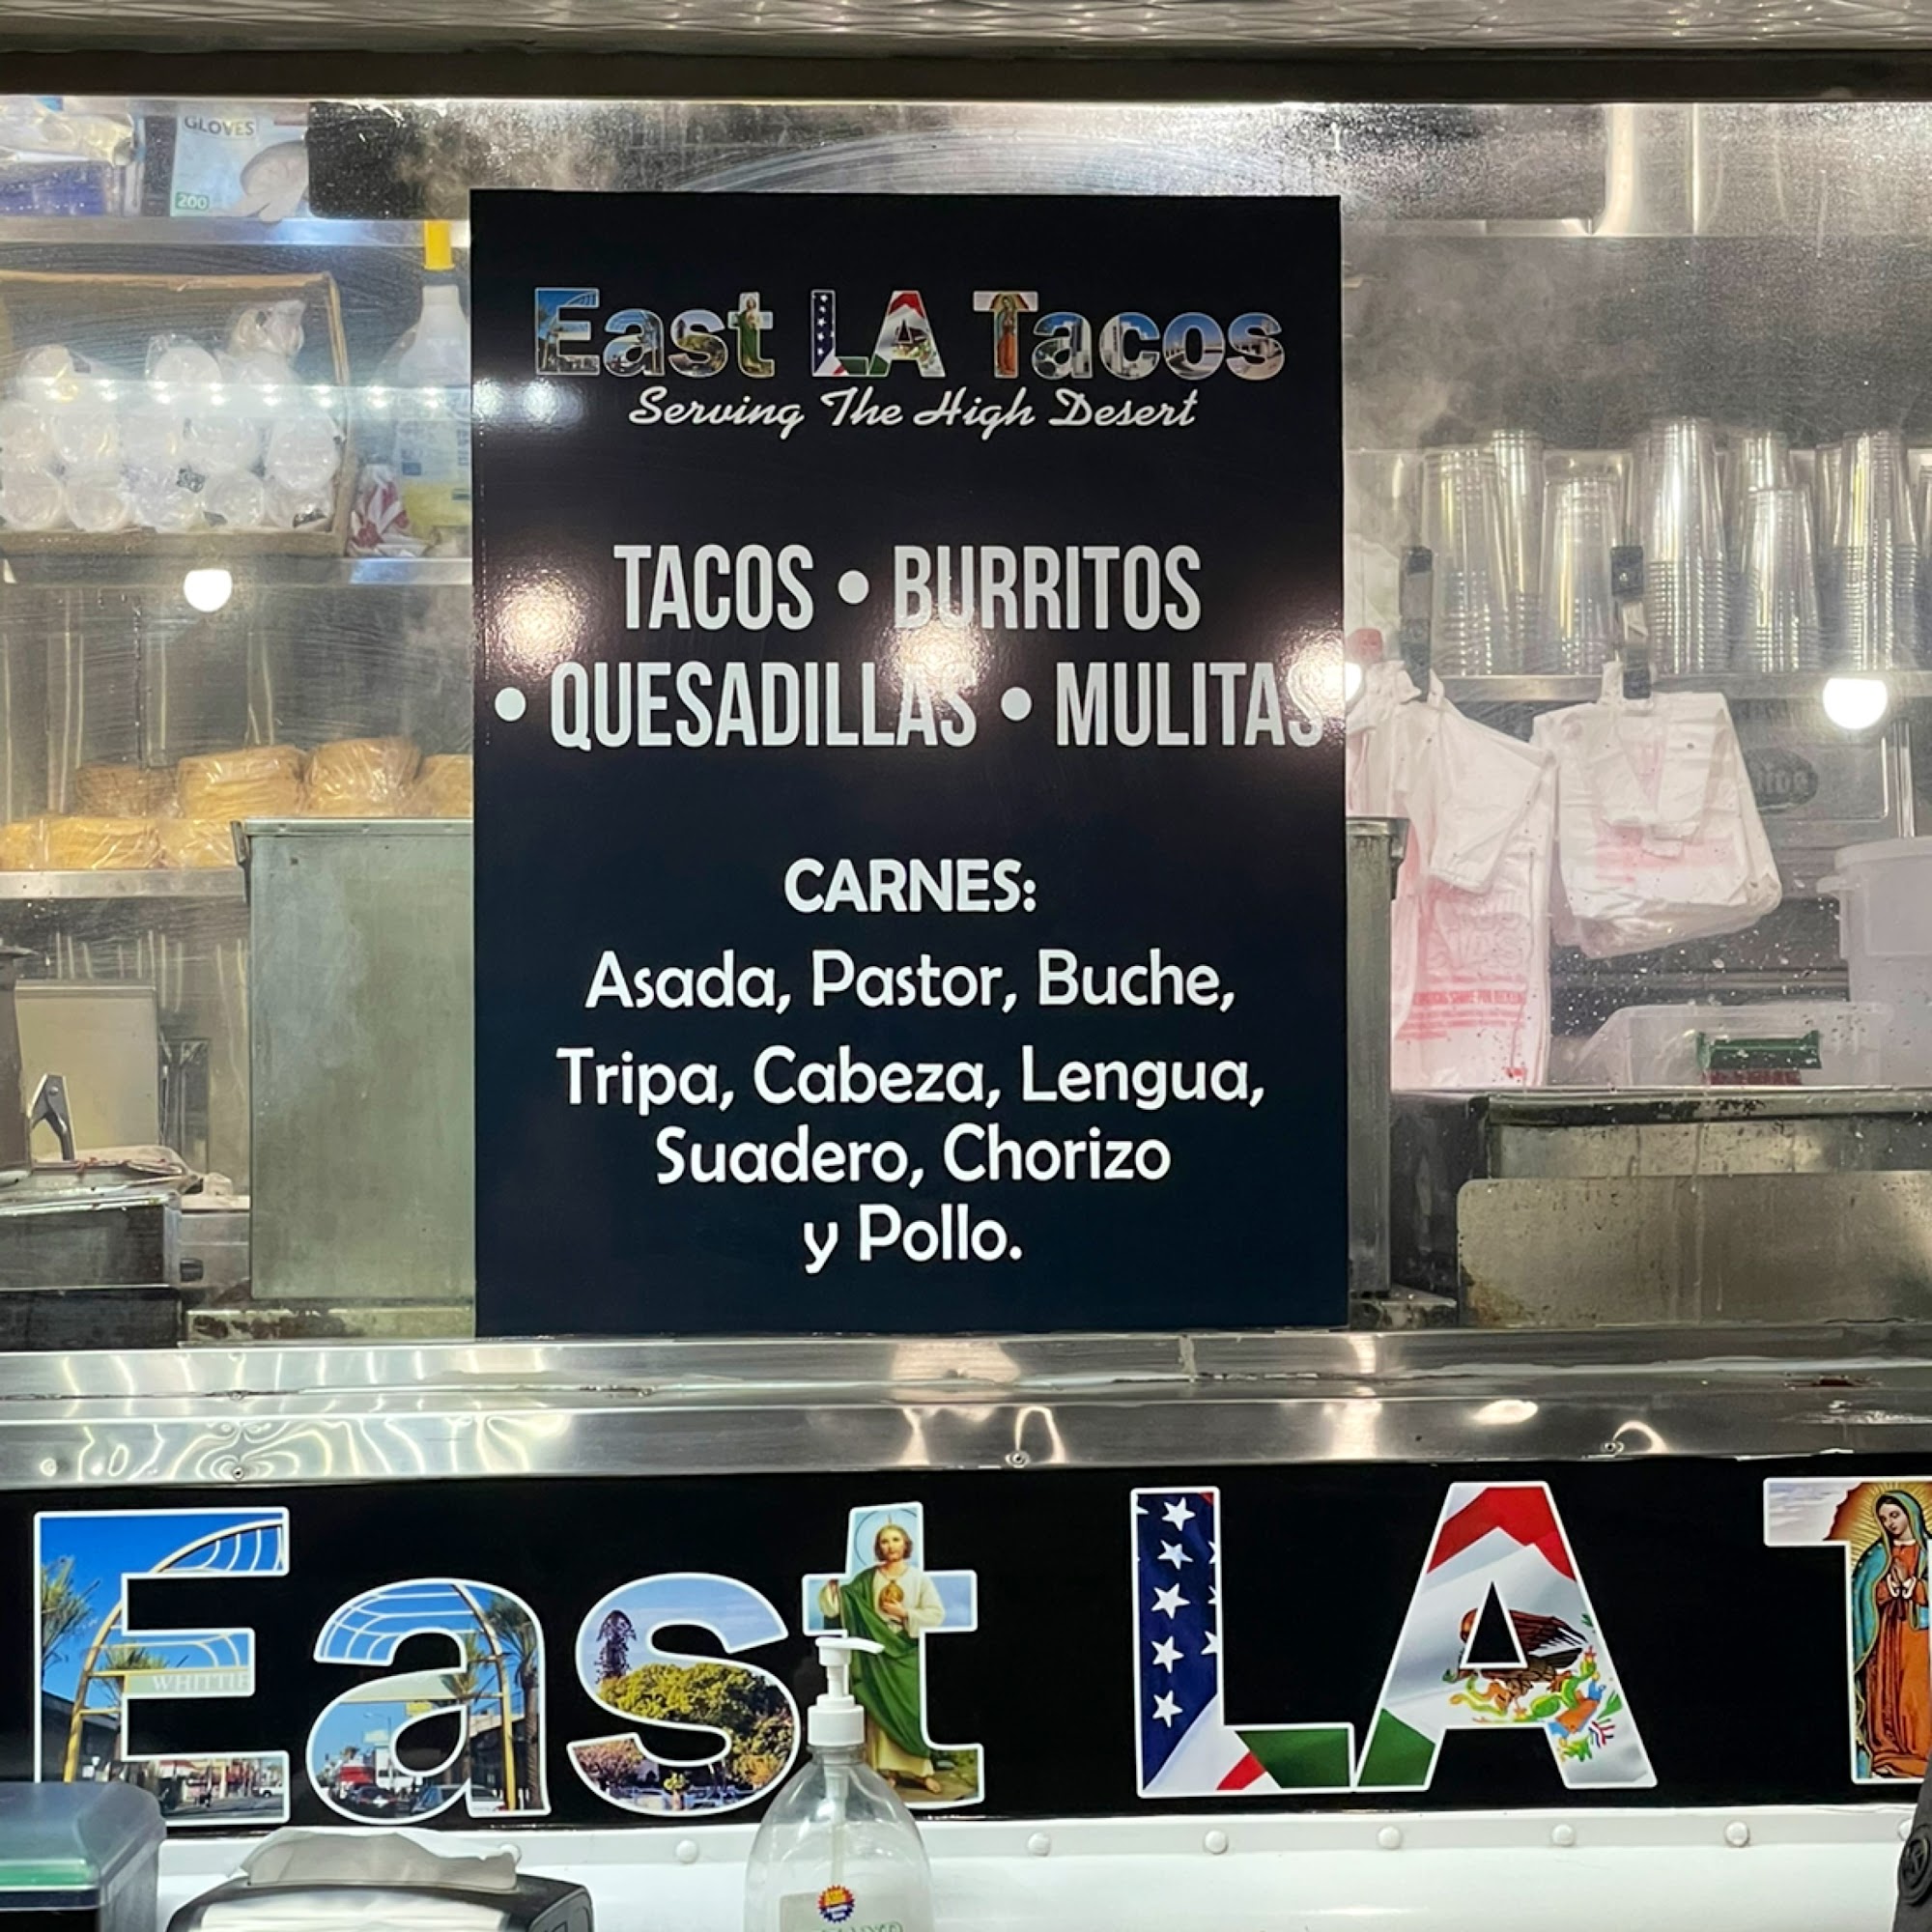 GLOVES
200
East LA Tacos
Serving The High Desert
TACOS • BURRITOS
• QUESADILLAS • MULITAS
CARNES:
Asada, Pastor, Buche,
Tripa, Cabeza, Lengua,
Suadero, Chorizo
y Pollo.
East LA T
WHITTIE